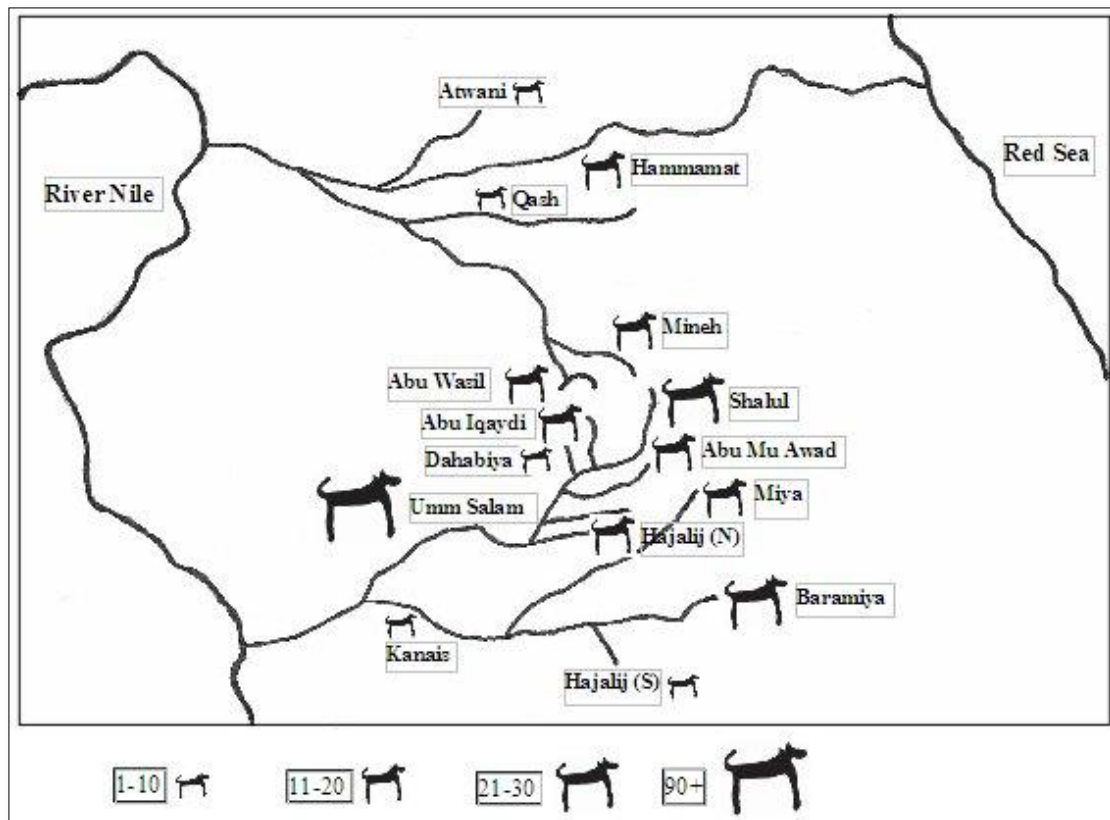 Atwani
Red Sea
Hammamat
River Nile
Qash
Mineh
Abu Wasil
Shalul
Abu Iqaydi
Abu Mu Awad
Dahabiya
Miya
Umm Salam
Hajalij (N)
Baramiya
Kanais
Hajalij (S)
1-10
11-20
21-30
90+